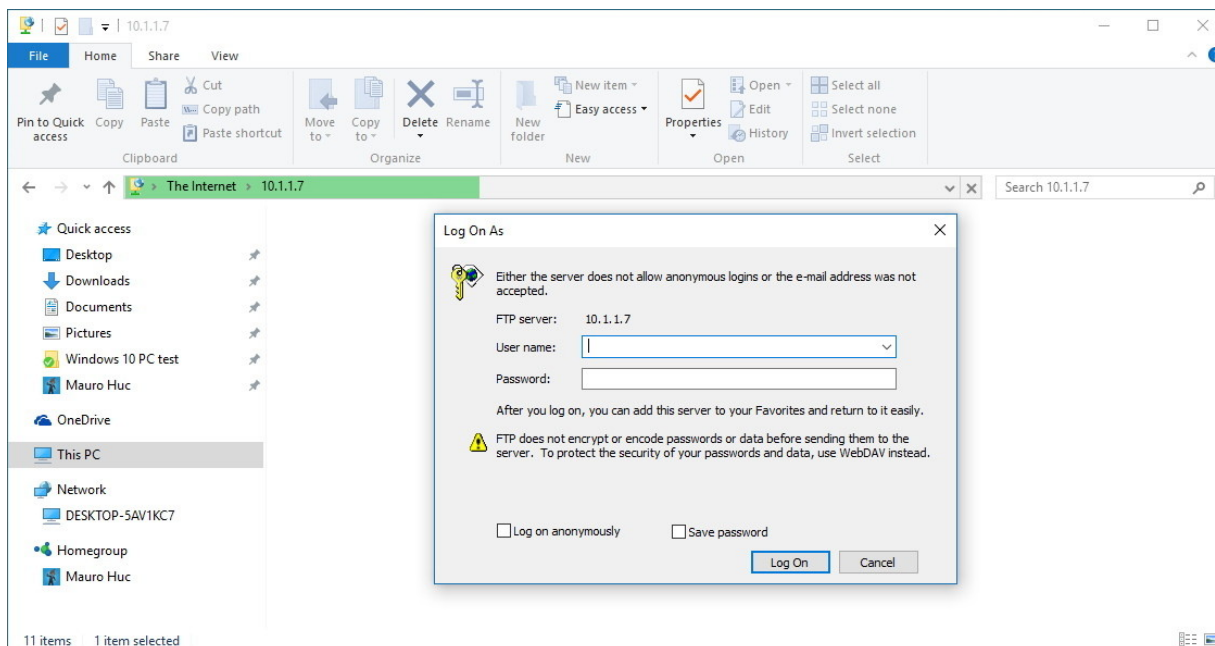 10.1.1.7
File Home Share View
Pin to Quick access
Copy
Paste
Cut
Copy path
Paste shortcut
Clipboard
Move to
Copy to
Delete
Rename
Organize
New folder
New item
Easy access
New
Properties
Open
Edit
History
Open
Select all
Select none
Invert selection
Select
The Internet > 10.1.1.7
Search 10.1.1.7
Quick access
Desktop
Downloads
Documents
Pictures
Windows 10 PC test
Mauro Huc
OneDrive
This PC
Network
DESKTOP-5AV1KC7
Homegroup
Mauro Huc
Log On As
Either the server does not allow anonymous logins or the e-mail address was not
accepted.
FTP server: 10.1.1.7
User name:
Password:
After you log on, you can add this server to your Favorites and return to it easily.
FTP does not encrypt or encode passwords or data before sending them to the
server. To protect the security of your passwords and data, use WebDAV instead.
Log on anonymously Save password
Log On Cancel
11 items 1 item selected